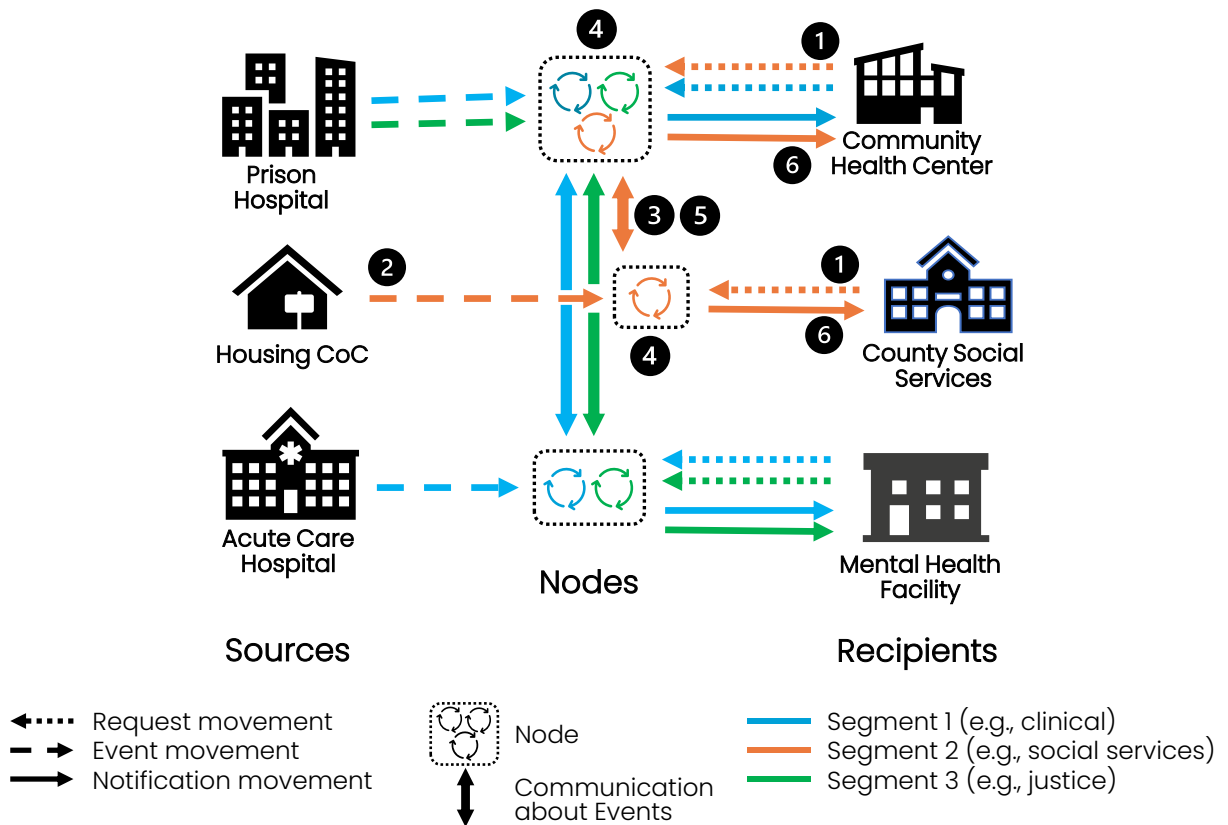 4
1
Prison
Hospital
Community
Health Center
6
3
5
2
1
Housing CoC
6
4
County Social
Services
Acute Care
Hospital
Nodes
Mental Health
Facility
Sources
Recipients
Request movement
Event movement
Notification movement
Node
Communication
about Events
Segment 1 (e.g., clinical)
Segment 2 (e.g., social services)
Segment 3 (e.g., justice)